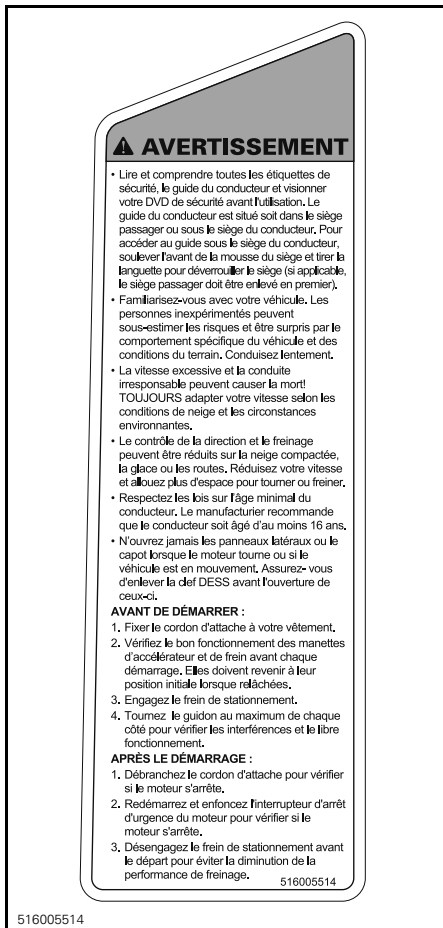 ⚠ AVERTISSEMENT
• Lire et comprendre toutes les étiquettes de
sécurité, le guide du conducteur et visionner
votre DVD de sécurité avant l'utilisation. Le
guide du conducteur est situé soit dans le siège
passager ou sous le siège du conducteur. Pour
accéder au guide sous le siège du conducteur,
soulever l'avant de la mousse du siège et tirer la
languette pour déverrouiller le siège (si applicable,
le siège passager doit être enlevé en premier).
• Familiarisez-vous avec votre véhicule. Les
personnes inexpérimentés peuvent
sous-estimer les risques et être surpris par le
comportement spécifique du véhicule et des
conditions du terrain. Conduisez lentement.
• La vitesse excessive et la conduite
irresponsable peuvent causer la mort!
TOUJOURS adapter votre vitesse selon les
conditions de neige et les circonstances
environnantes.
• Le contrôle de la direction et le freinage
peuvent être réduits sur la neige compactée,
la glace ou les routes. Réduisez votre vitesse
et allouez plus d'espace pour tourner ou freiner.
• Respectez les lois sur l'âge minimal du
conducteur. Le manufacturier recommande
que le conducteur soit âgé d'au moins 16 ans.
• N'ouvrez jamais les panneaux latéraux ou le
capot lorsque le moteur tourne ou si le
véhicule est en mouvement. Assurez- vous
d'enlever la clef DESS avant l'ouverture de
ceux-ci.
AVANT DE DÉMARRER :
1. Fixer le cordon d'attache à votre vêtement.
2. Vérifiez le bon fonctionnement des manettes
d'accélérateur et de frein avant chaque
démarrage. Elles doivent revenir à leur
position initiale lorsque relâchées.
3. Engagez le frein de stationnement.
4. Tournez le guidon au maximum de chaque
côté pour vérifier les interférences et le libre
fonctionnement.
APRÈS LE DÉMARRAGE :
1. Débranchez le cordon d'attache pour vérifier
si le moteur s'arrête.
2. Redémarrez et enfoncez l'interrupteur d'arrêt
d'urgence du moteur pour vérifier si le
moteur s'arrête.
3. Désengagez le frein de stationnement avant
le départ pour éviter la diminution de la
performance de freinage.
516005514
516005514